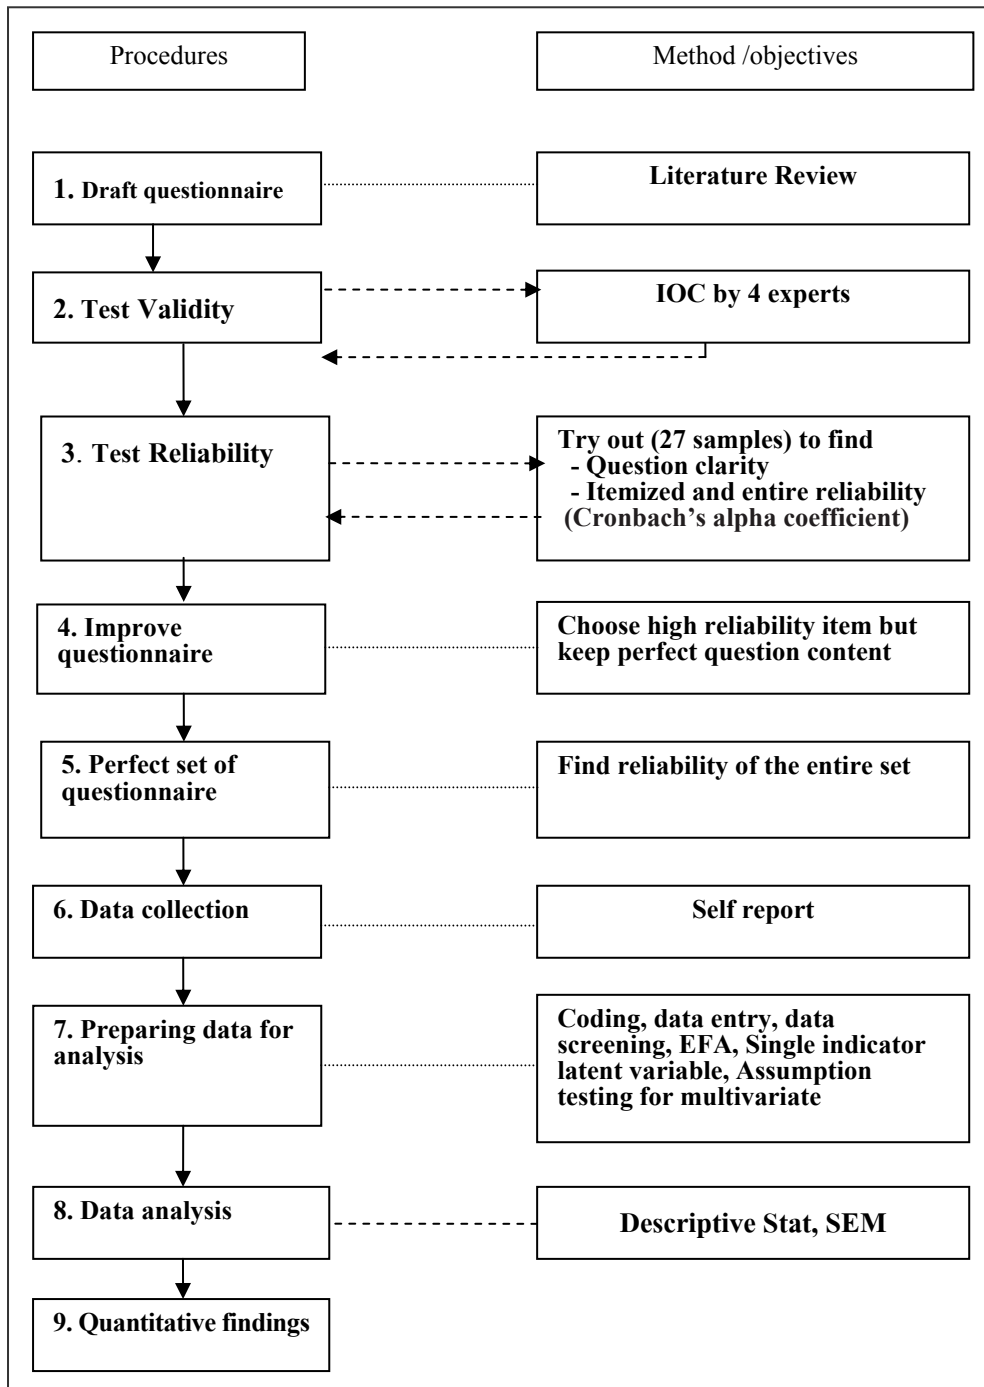 Procedures
Method /objectives
1. Draft questionnaire
Literature Review
2. Test Validity
IOC by 4 experts
3. Test Reliability
Try out (27 samples) to find
- Question clarity
- Itemized and entire reliability
(Cronbach’s alpha coefficient)
4. Improve
questionnaire
Choose high reliability item but
keep perfect question content
5. Perfect set of
questionnaire
Find reliability of the entire set
6. Data collection
Self report
7. Preparing data for
analysis
Coding, data entry, data
screening, EFA, Single indicator
latent variable, Assumption
testing for multivariate
8. Data analysis
Descriptive Stat, SEM
9. Quantitative findings